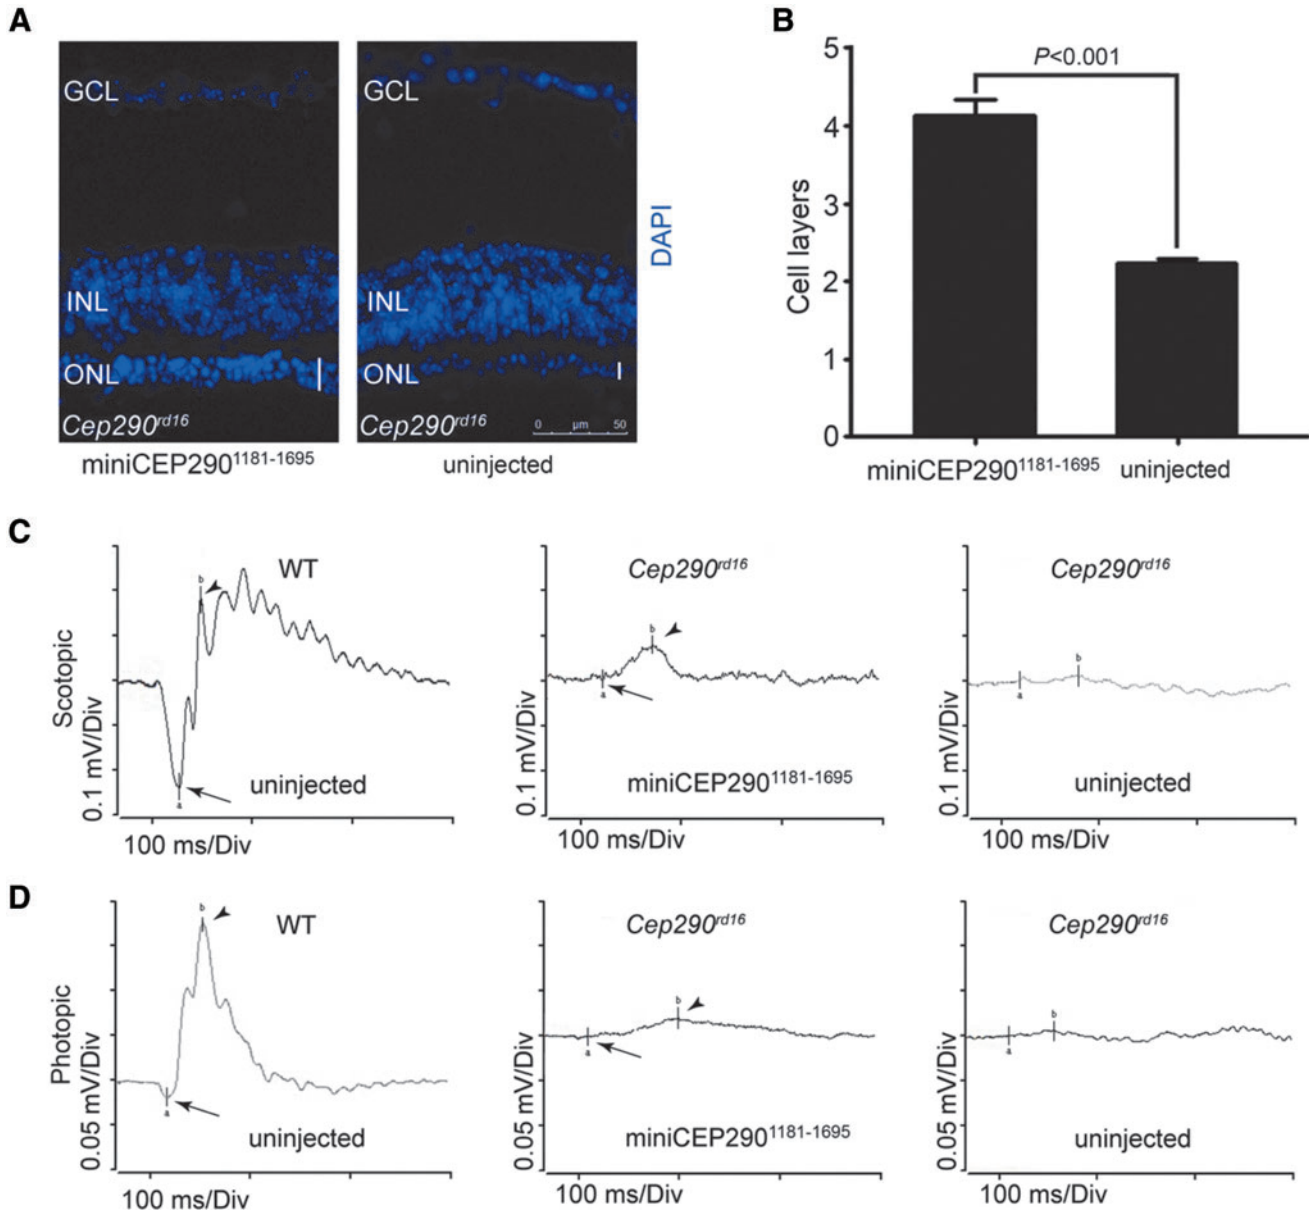 A
GCL
INL
ONL
Cep290rd16
miniCEP2901181-1695
GCL
INL
ONL
Cep290rd16
0 µm 50
uninjected
DAPI
B
P<0.001
Cell layers
5
4
3
2
1
0
miniCEP2901181-1695
uninjected
C
Scotopic
0.1 mV/Div
WT
b
a
uninjected
100 ms/Div
0.1 mV/Div
Cep290rd16
b
a
miniCEP2901181-1695
100 ms/Div
0.1 mV/Div
Cep290rd16
b
a
uninjected
100 ms/Div
D
Photopic
0.05 mV/Div
WT
b
a
uninjected
100 ms/Div
0.05 mV/Div
Cep290rd16
b
a
miniCEP2901181-1695
100 ms/Div
0.05 mV/Div
Cep290rd16
b
a
uninjected
100 ms/Div